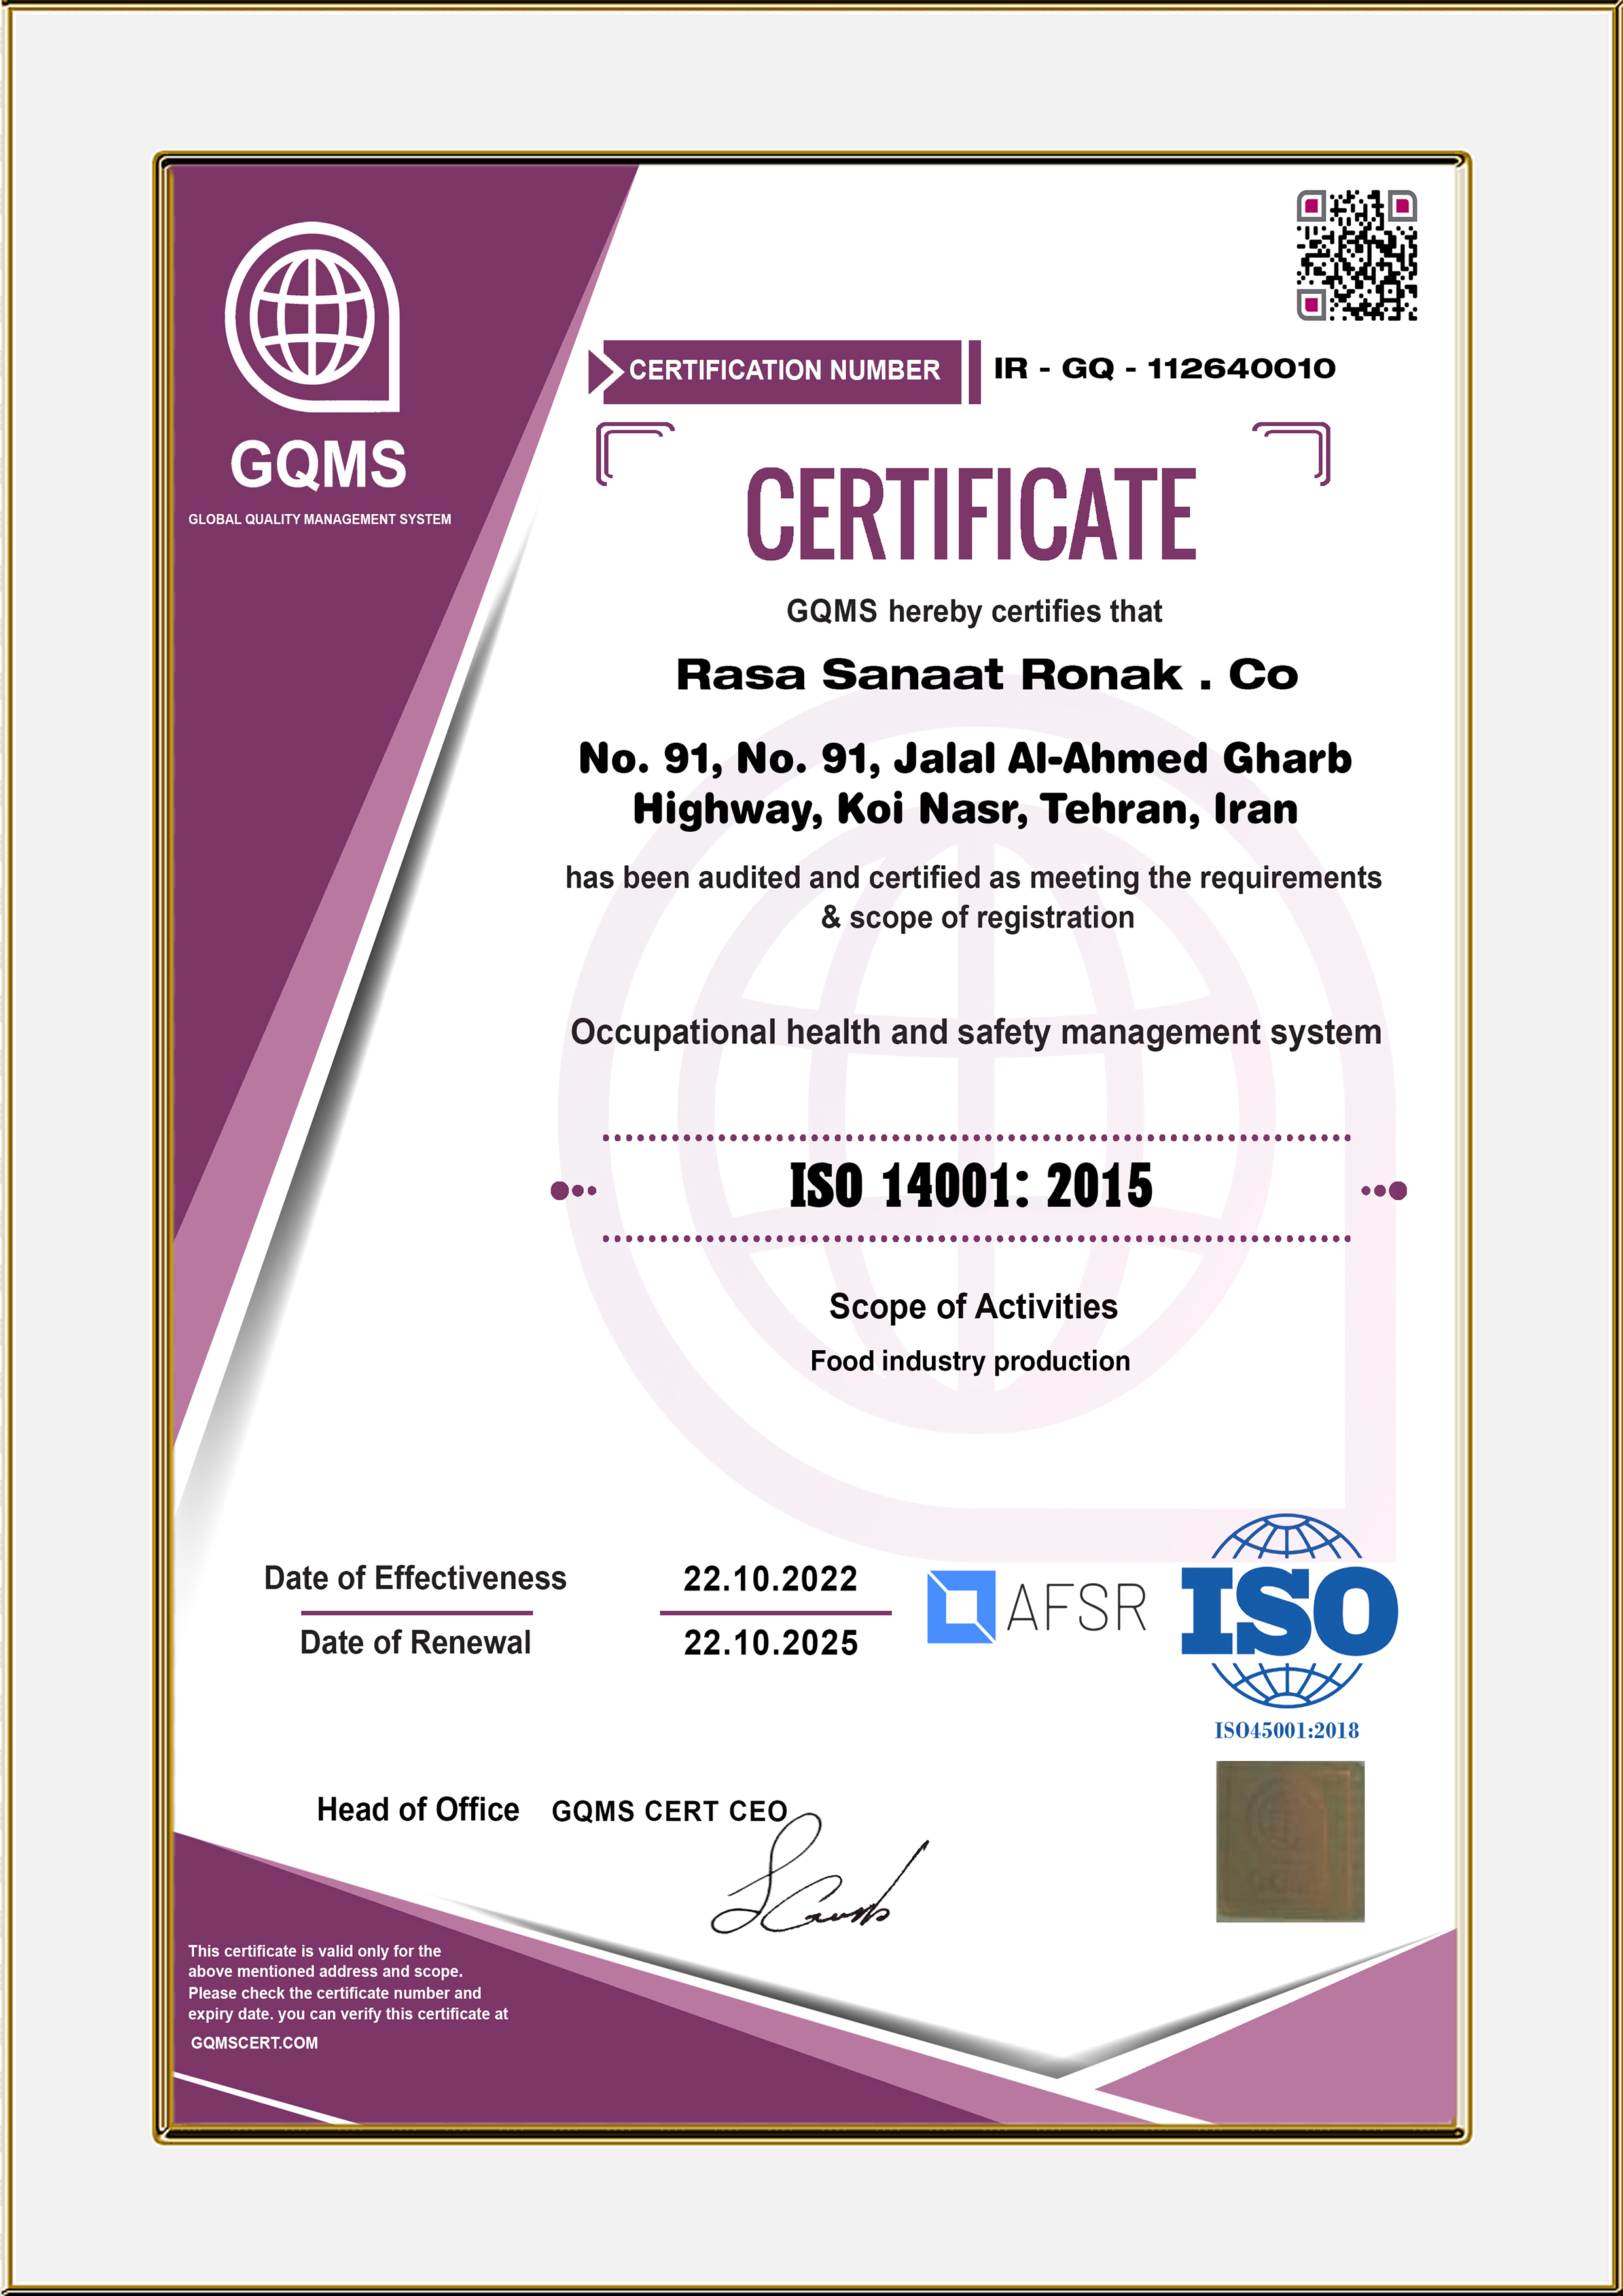 GQMS
GLOBAL QUALITY MANAGEMENT SYSTEM
CERTIFICATION NUMBER
IR - GQ - 112640010
CERTIFICATE
GQMS hereby certifies that
Rasa Sanaat Ronak . Co
No. 91, No. 91, Jalal Al-Ahmed Gharb
Highway, Koi Nasr, Tehran, Iran
has been audited and certified as meeting the requirements
& scope of registration
Occupational health and safety management system
ISO 14001: 2015
Scope of Activities
Food industry production
Date of Effectiveness
22.10.2022
Date of Renewal
22.10.2025
AFSR
ISO
ISO45001:2018
Head of Office
GQMS CERT CEO
This certificate is valid only for the
above mentioned address and scope.
Please check the certificate number and
expiry date. you can verify this certificate at
GQMSCERT.COM